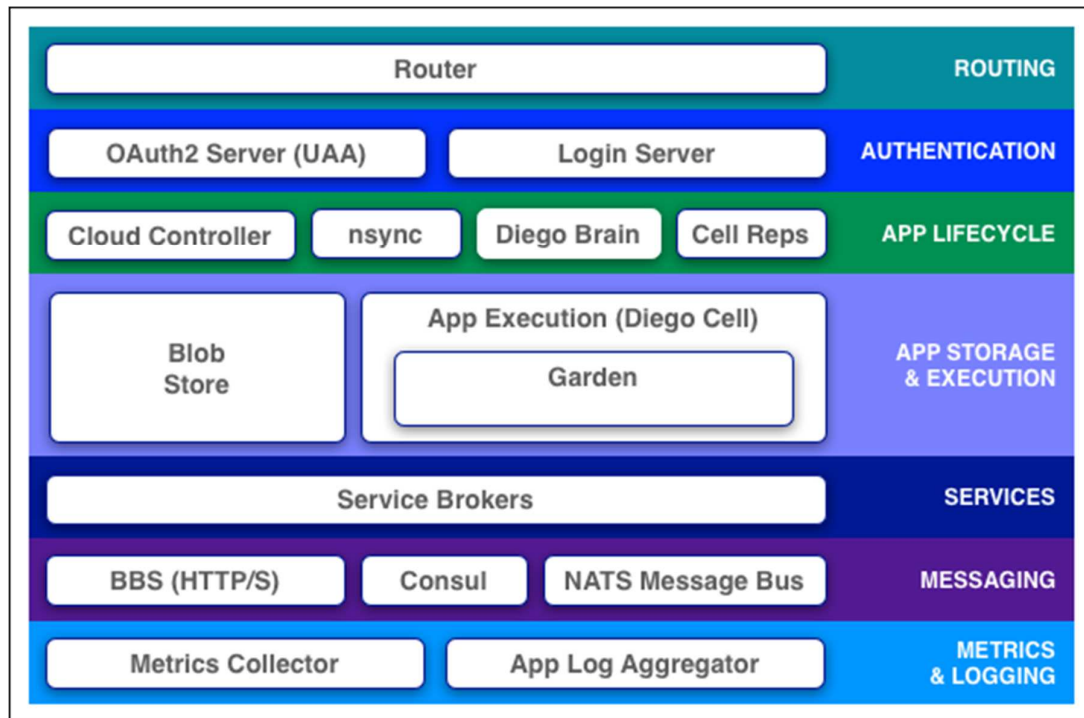 Router
ROUTING
OAuth2 Server (UAA)
Login Server
AUTHENTICATION
Cloud Controller
nsync
Diego Brain
Cell Reps
APP LIFECYCLE
Blob
Store
App Execution (Diego Cell)
Garden
APP STORAGE
& EXECUTION
Service Brokers
SERVICES
BBS (HTTP/S)
Consul
NATS Message Bus
MESSAGING
Metrics Collector
App Log Aggregator
METRICS
& LOGGING